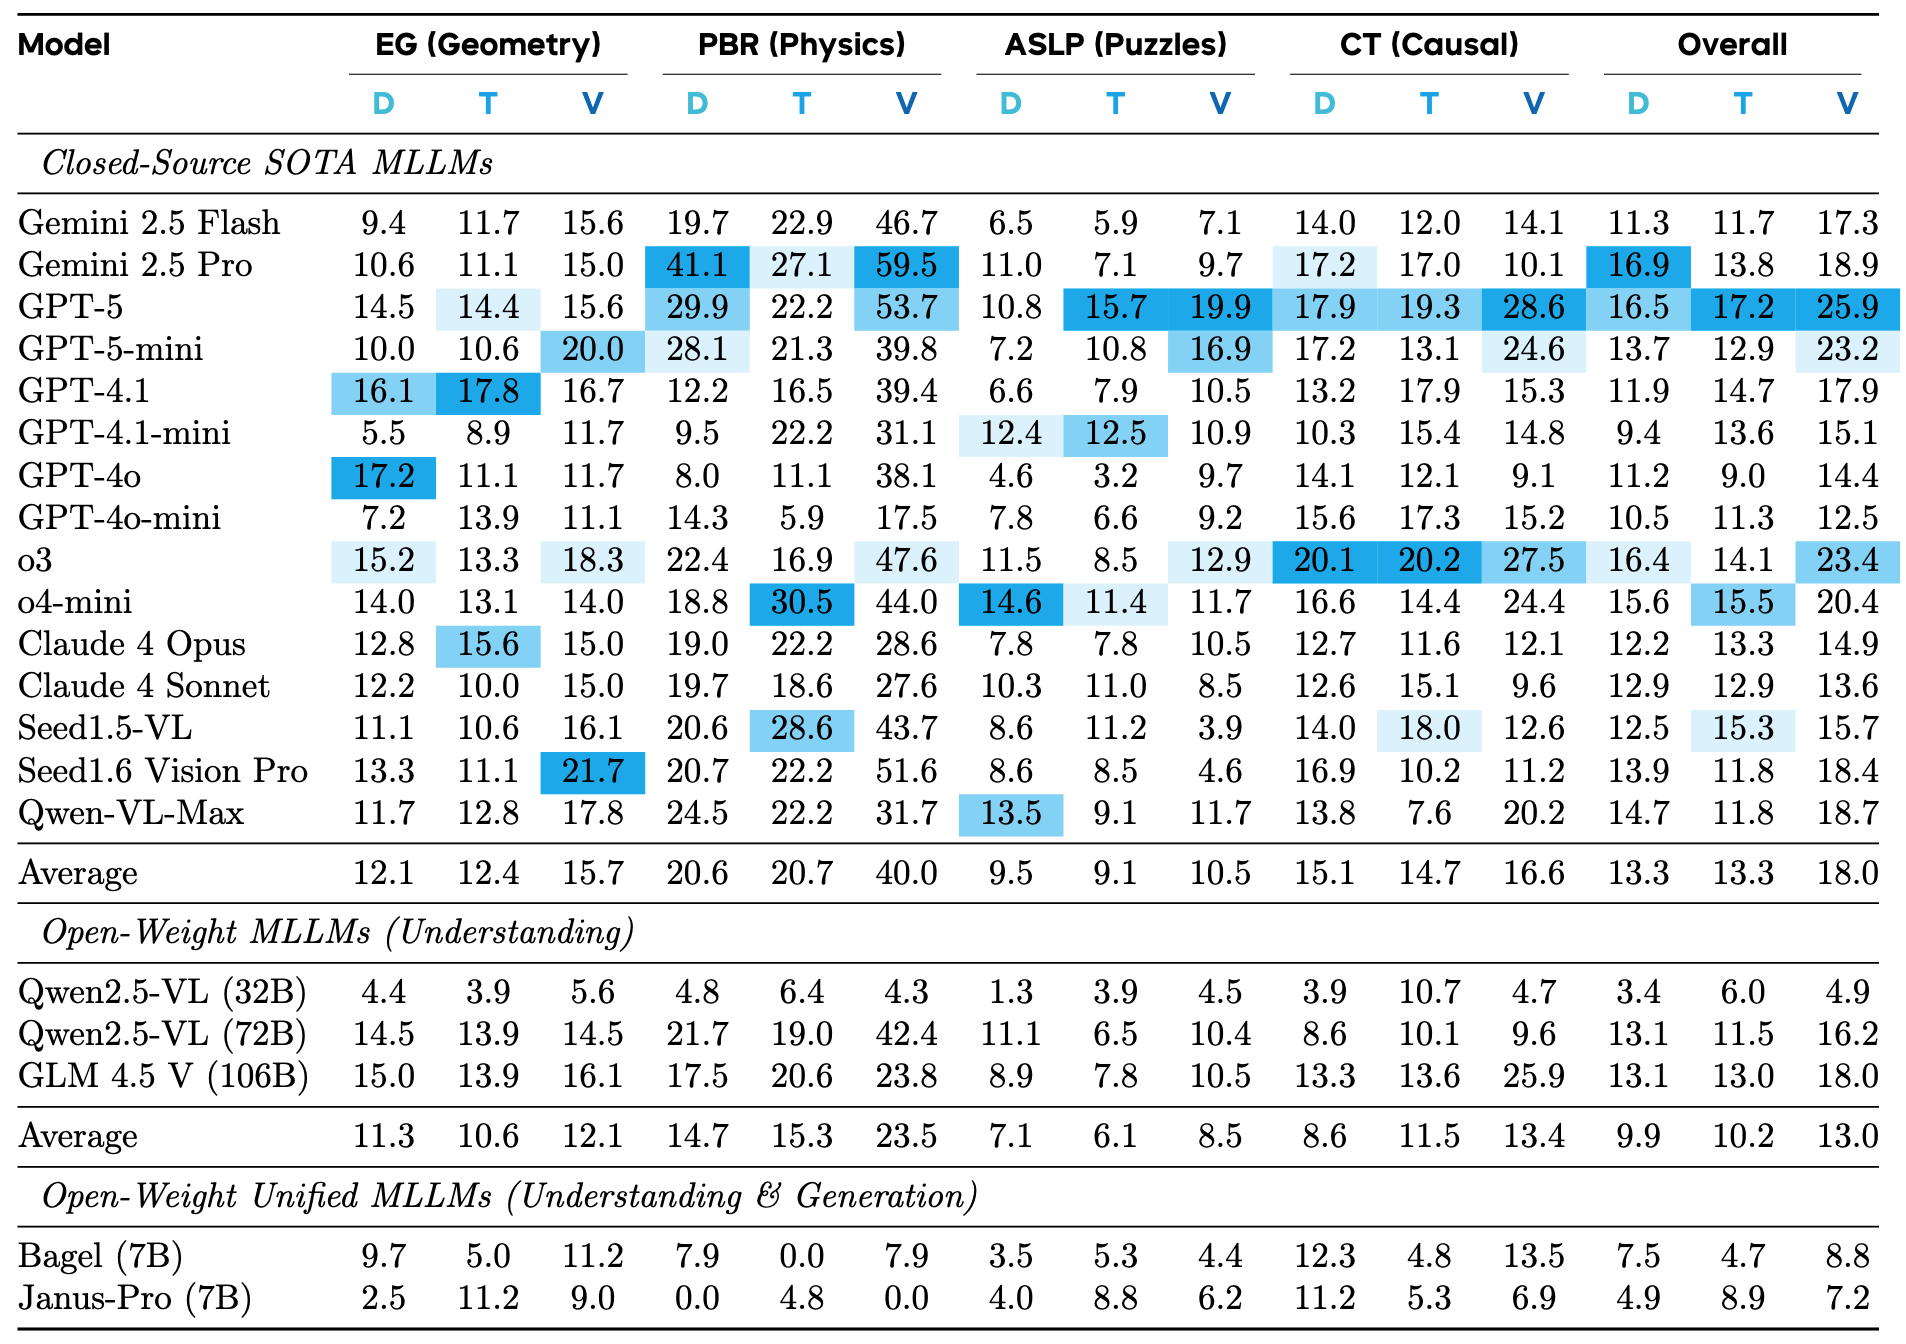 Model EG (Geometry) PBR (Physics) ASLP (Puzzles) CT (Causal) Overall
D T V D T V D T V D T V D T V
Closed-Source SOTA MLLMs
Gemini 2.5 Flash 9.4 11.7 15.6 19.7 22.9 46.7 6.5 5.9 7.1 14.0 12.0 14.1 11.3 11.7 17.3
Gemini 2.5 Pro 10.6 11.1 15.0 41.1 27.1 59.5 11.0 7.1 9.7 17.2 17.0 10.1 16.9 13.8 18.9
GPT-5 14.5 14.4 15.6 29.9 22.2 53.7 10.8 15.7 19.9 17.9 19.3 28.6 16.5 17.2 25.9
GPT-5-mini 10.0 10.6 20.0 28.1 21.3 39.8 7.2 10.8 16.9 17.2 13.1 24.6 13.7 12.9 23.2
GPT-4.1 16.1 17.8 16.7 12.2 16.5 39.4 6.6 7.9 10.5 13.2 17.9 15.3 11.9 14.7 17.9
GPT-4.1-mini 5.5 8.9 11.7 9.5 22.2 31.1 12.4 12.5 10.9 10.3 15.4 14.8 9.4 13.6 15.1
GPT-4o 17.2 11.1 11.7 8.0 11.1 38.1 4.6 3.2 9.7 14.1 12.1 9.1 11.2 9.0 14.4
GPT-4o-mini 7.2 13.9 11.1 14.3 5.9 17.5 7.8 6.6 9.2 15.6 17.3 15.2 10.5 11.3 12.5
o3 15.2 13.3 18.3 22.4 16.9 47.6 11.5 8.5 12.9 20.1 20.2 27.5 16.4 14.1 23.4
o4-mini 14.0 13.1 14.0 18.8 30.5 44.0 14.6 11.4 11.7 16.6 14.4 24.4 15.6 15.5 20.4
Claude 4 Opus 12.8 15.6 15.0 19.0 22.2 28.6 7.8 7.8 10.5 12.7 11.6 12.1 12.2 13.3 14.9
Claude 4 Sonnet 12.2 10.0 15.0 19.7 18.6 27.6 10.3 11.0 8.5 12.6 15.1 9.6 12.9 12.9 13.6
Seed1.5-VL 11.1 10.6 16.1 20.6 28.6 43.7 8.6 11.2 3.9 14.0 18.0 12.6 12.5 15.3 15.7
Seed1.6 Vision Pro 13.3 11.1 21.7 20.7 22.2 51.6 8.6 8.5 4.6 16.9 10.2 11.2 13.9 11.8 18.4
Qwen-VL-Max 11.7 12.8 17.8 24.5 22.2 31.7 13.5 9.1 11.7 13.8 7.6 20.2 14.7 11.8 18.7
Average 12.1 12.4 15.7 20.6 20.7 40.0 9.5 9.1 10.5 15.1 14.7 16.6 13.3 13.3 18.0
Open-Weight MLLMs (Understanding)
Qwen2.5-VL (32B) 4.4 3.9 5.6 4.8 6.4 4.3 1.3 3.9 4.5 3.9 10.7 4.7 3.4 6.0 4.9
Qwen2.5-VL (72B) 14.5 13.9 14.5 21.7 19.0 42.4 11.1 6.5 10.4 8.6 10.1 9.6 13.1 11.5 16.2
GLM 4.5 V (106B) 15.0 13.9 16.1 17.5 20.6 23.8 8.9 7.8 10.5 13.3 13.6 25.9 13.1 13.0 18.0
Average 11.3 10.6 12.1 14.7 15.3 23.5 7.1 6.1 8.5 8.6 11.5 13.4 9.9 10.2 13.0
Open-Weight Unified MLLMs (Understanding & Generation)
Bagel (7B) 9.7 5.0 11.2 7.9 0.0 7.9 3.5 5.3 4.4 12.3 4.8 13.5 7.5 4.7 8.8
Janus-Pro (7B) 2.5 11.2 9.0 0.0 4.8 0.0 4.0 8.8 6.2 11.2 5.3 6.9 4.9 8.9 7.2